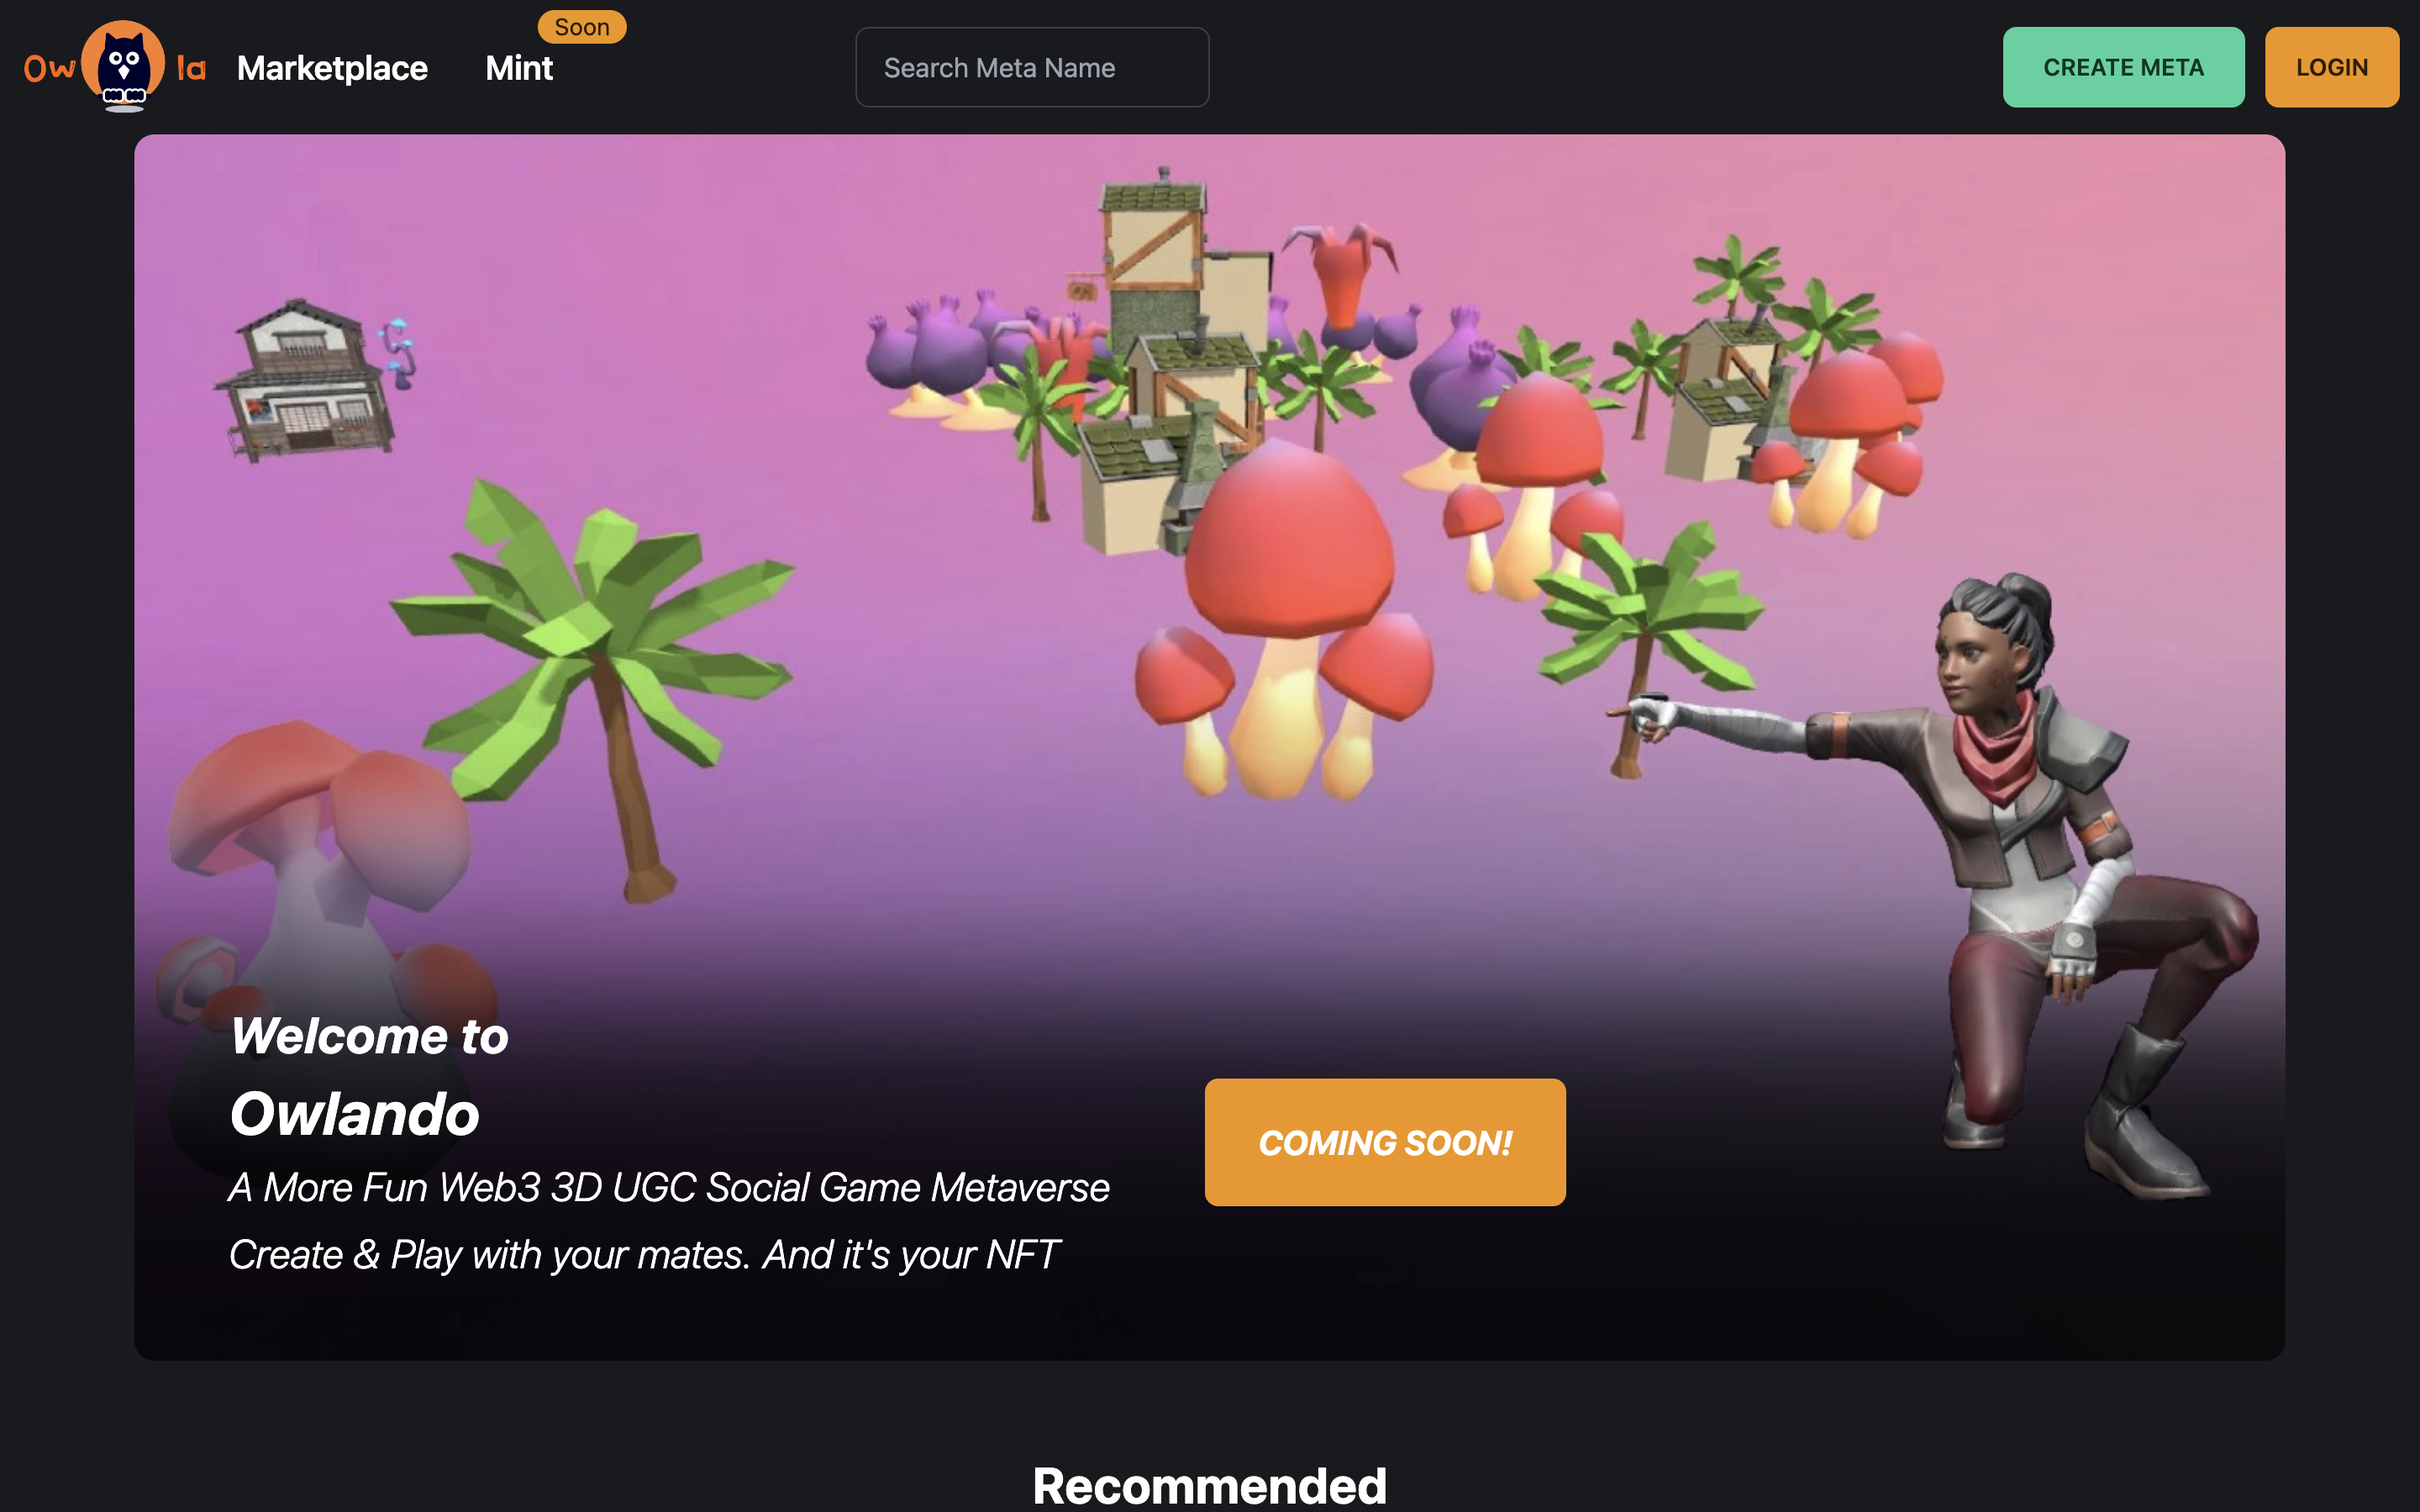 Ow la
Marketplace
Mint
Soon
Search Meta Name
CREATE META
LOGIN
Welcome to
Owlando
A More Fun Web3 3D UGC Social Game Metaverse
Create & Play with your mates. And it's your NFT
COMING SOON!
Recommended